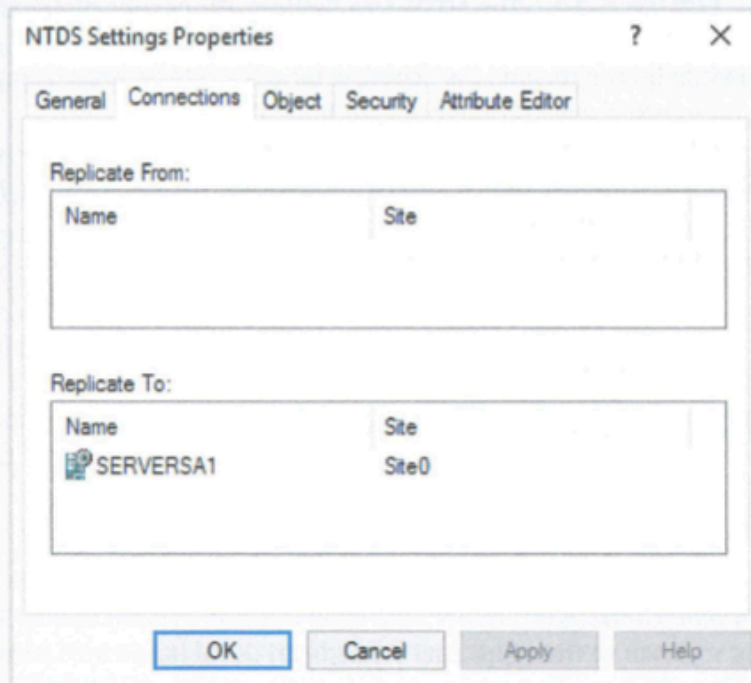 NTDS Settings Properties ? ×
General Connections Object Security Attribute Editor
Replicate From:
Name Site
Replicate To:
Name Site
SERVERSA1 Site0
OK Cancel Apply Help